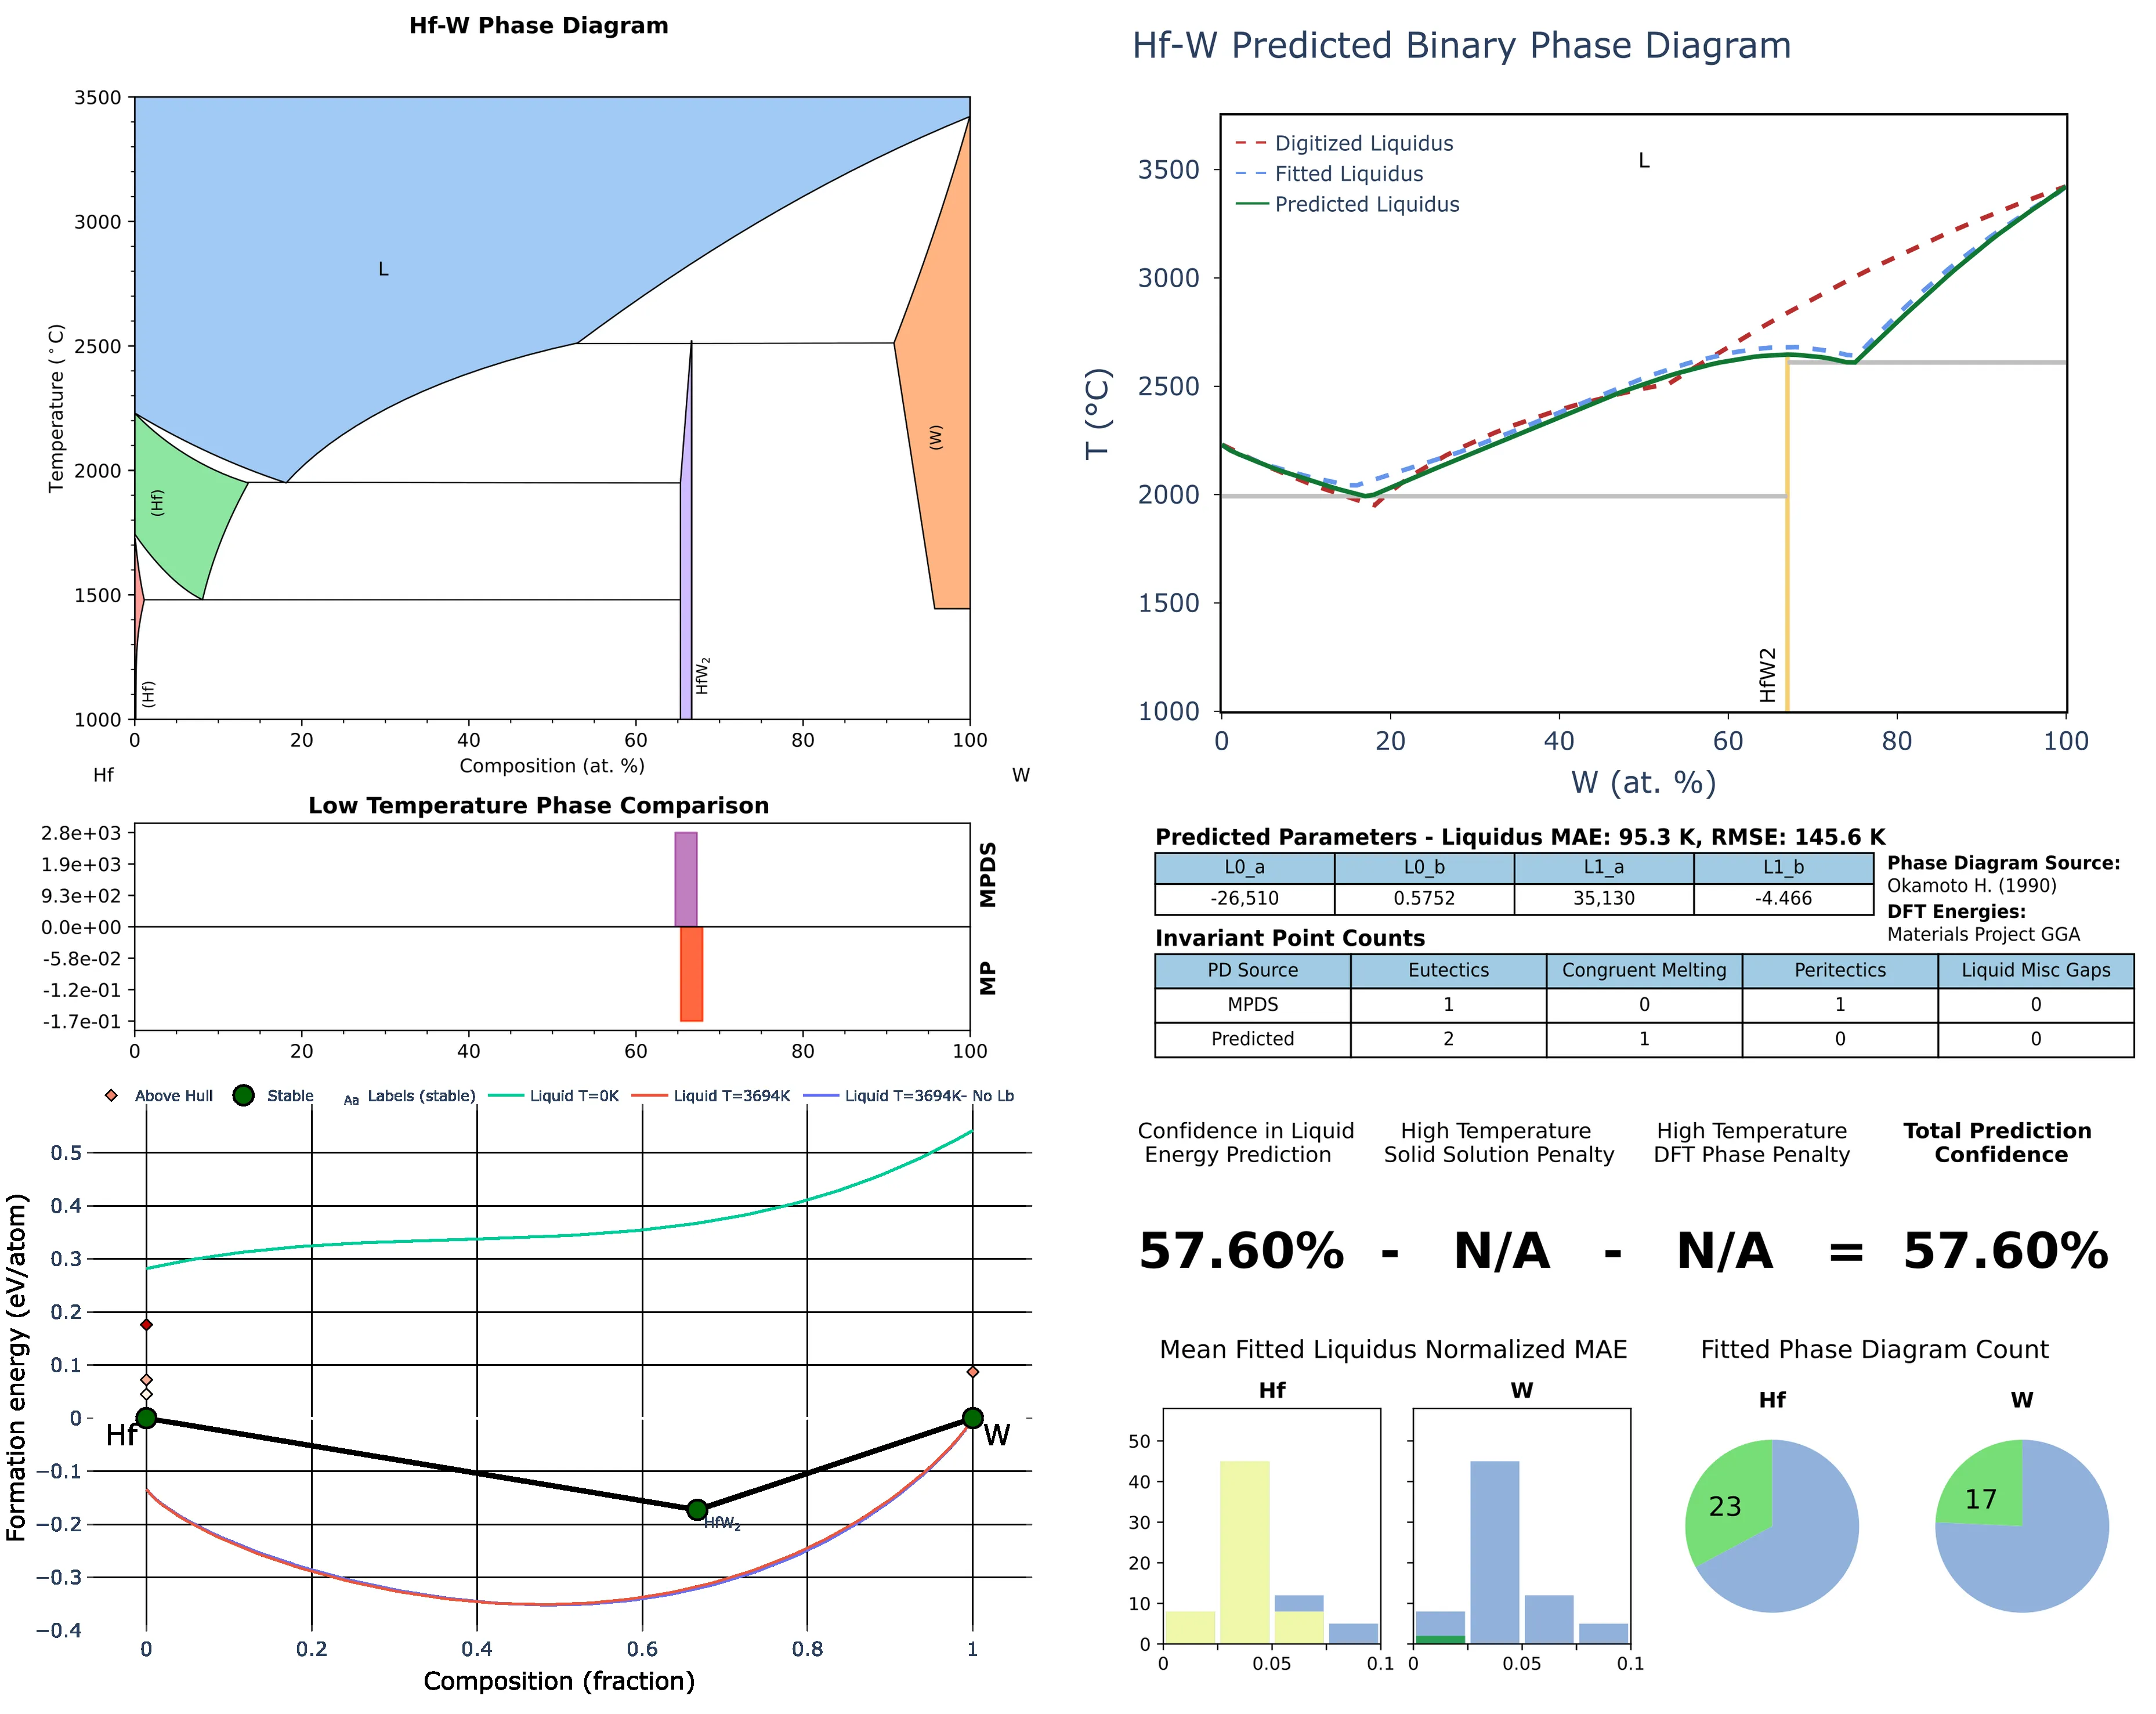 Hf-W Phase Diagram
3500
3000
2500
2000
1500
1000
Temperature (°C)
L
(Hf)
(Hf)
HfW₂
(W)
0 20 40 60 80 100
Composition (at. %)
Hf W
Low Temperature Phase Comparison
2.8e+03
1.9e+03
9.3e+02
0.0e+00
-5.8e-02
-1.2e-01
-1.7e-01
MPDS
MP
0 20 40 60 80 100
Above Hull Stable Aa Labels (stable) Liquid T=0K Liquid T=3694K Liquid T=3694K- No Lb
0.5
0.4
0.3
0.2
0.1
0
−0.1
−0.2
−0.3
−0.4
Formation energy (eV/atom)
Hf
HfW₂
W
0 0.2 0.4 0.6 0.8 1
Composition (fraction)
Hf-W Predicted Binary Phase Diagram
Digitized Liquidus
Fitted Liquidus
Predicted Liquidus
L
3500
3000
2500
2000
1500
1000
T (°C)
HfW2
0 20 40 60 80 100
W (at. %)
Predicted Parameters - Liquidus MAE: 95.3 K, RMSE: 145.6 K
L0_a L0_b L1_a L1_b
-26,510 0.5752 35,130 -4.466
Phase Diagram Source:
Okamoto H. (1990)
DFT Energies:
Materials Project GGA
Invariant Point Counts
PD Source Eutectics Congruent Melting Peritectics Liquid Misc Gaps
MPDS 1 0 1 0
Predicted 2 1 0 0
Confidence in Liquid
Energy Prediction
High Temperature
Solid Solution Penalty
High Temperature
DFT Phase Penalty
Total Prediction
Confidence
57.60% - N/A - N/A = 57.60%
Mean Fitted Liquidus Normalized MAE
Hf W
50
40
30
20
10
0
0 0.05 0.1
0 0.05 0.1
Fitted Phase Diagram Count
Hf W
23 17